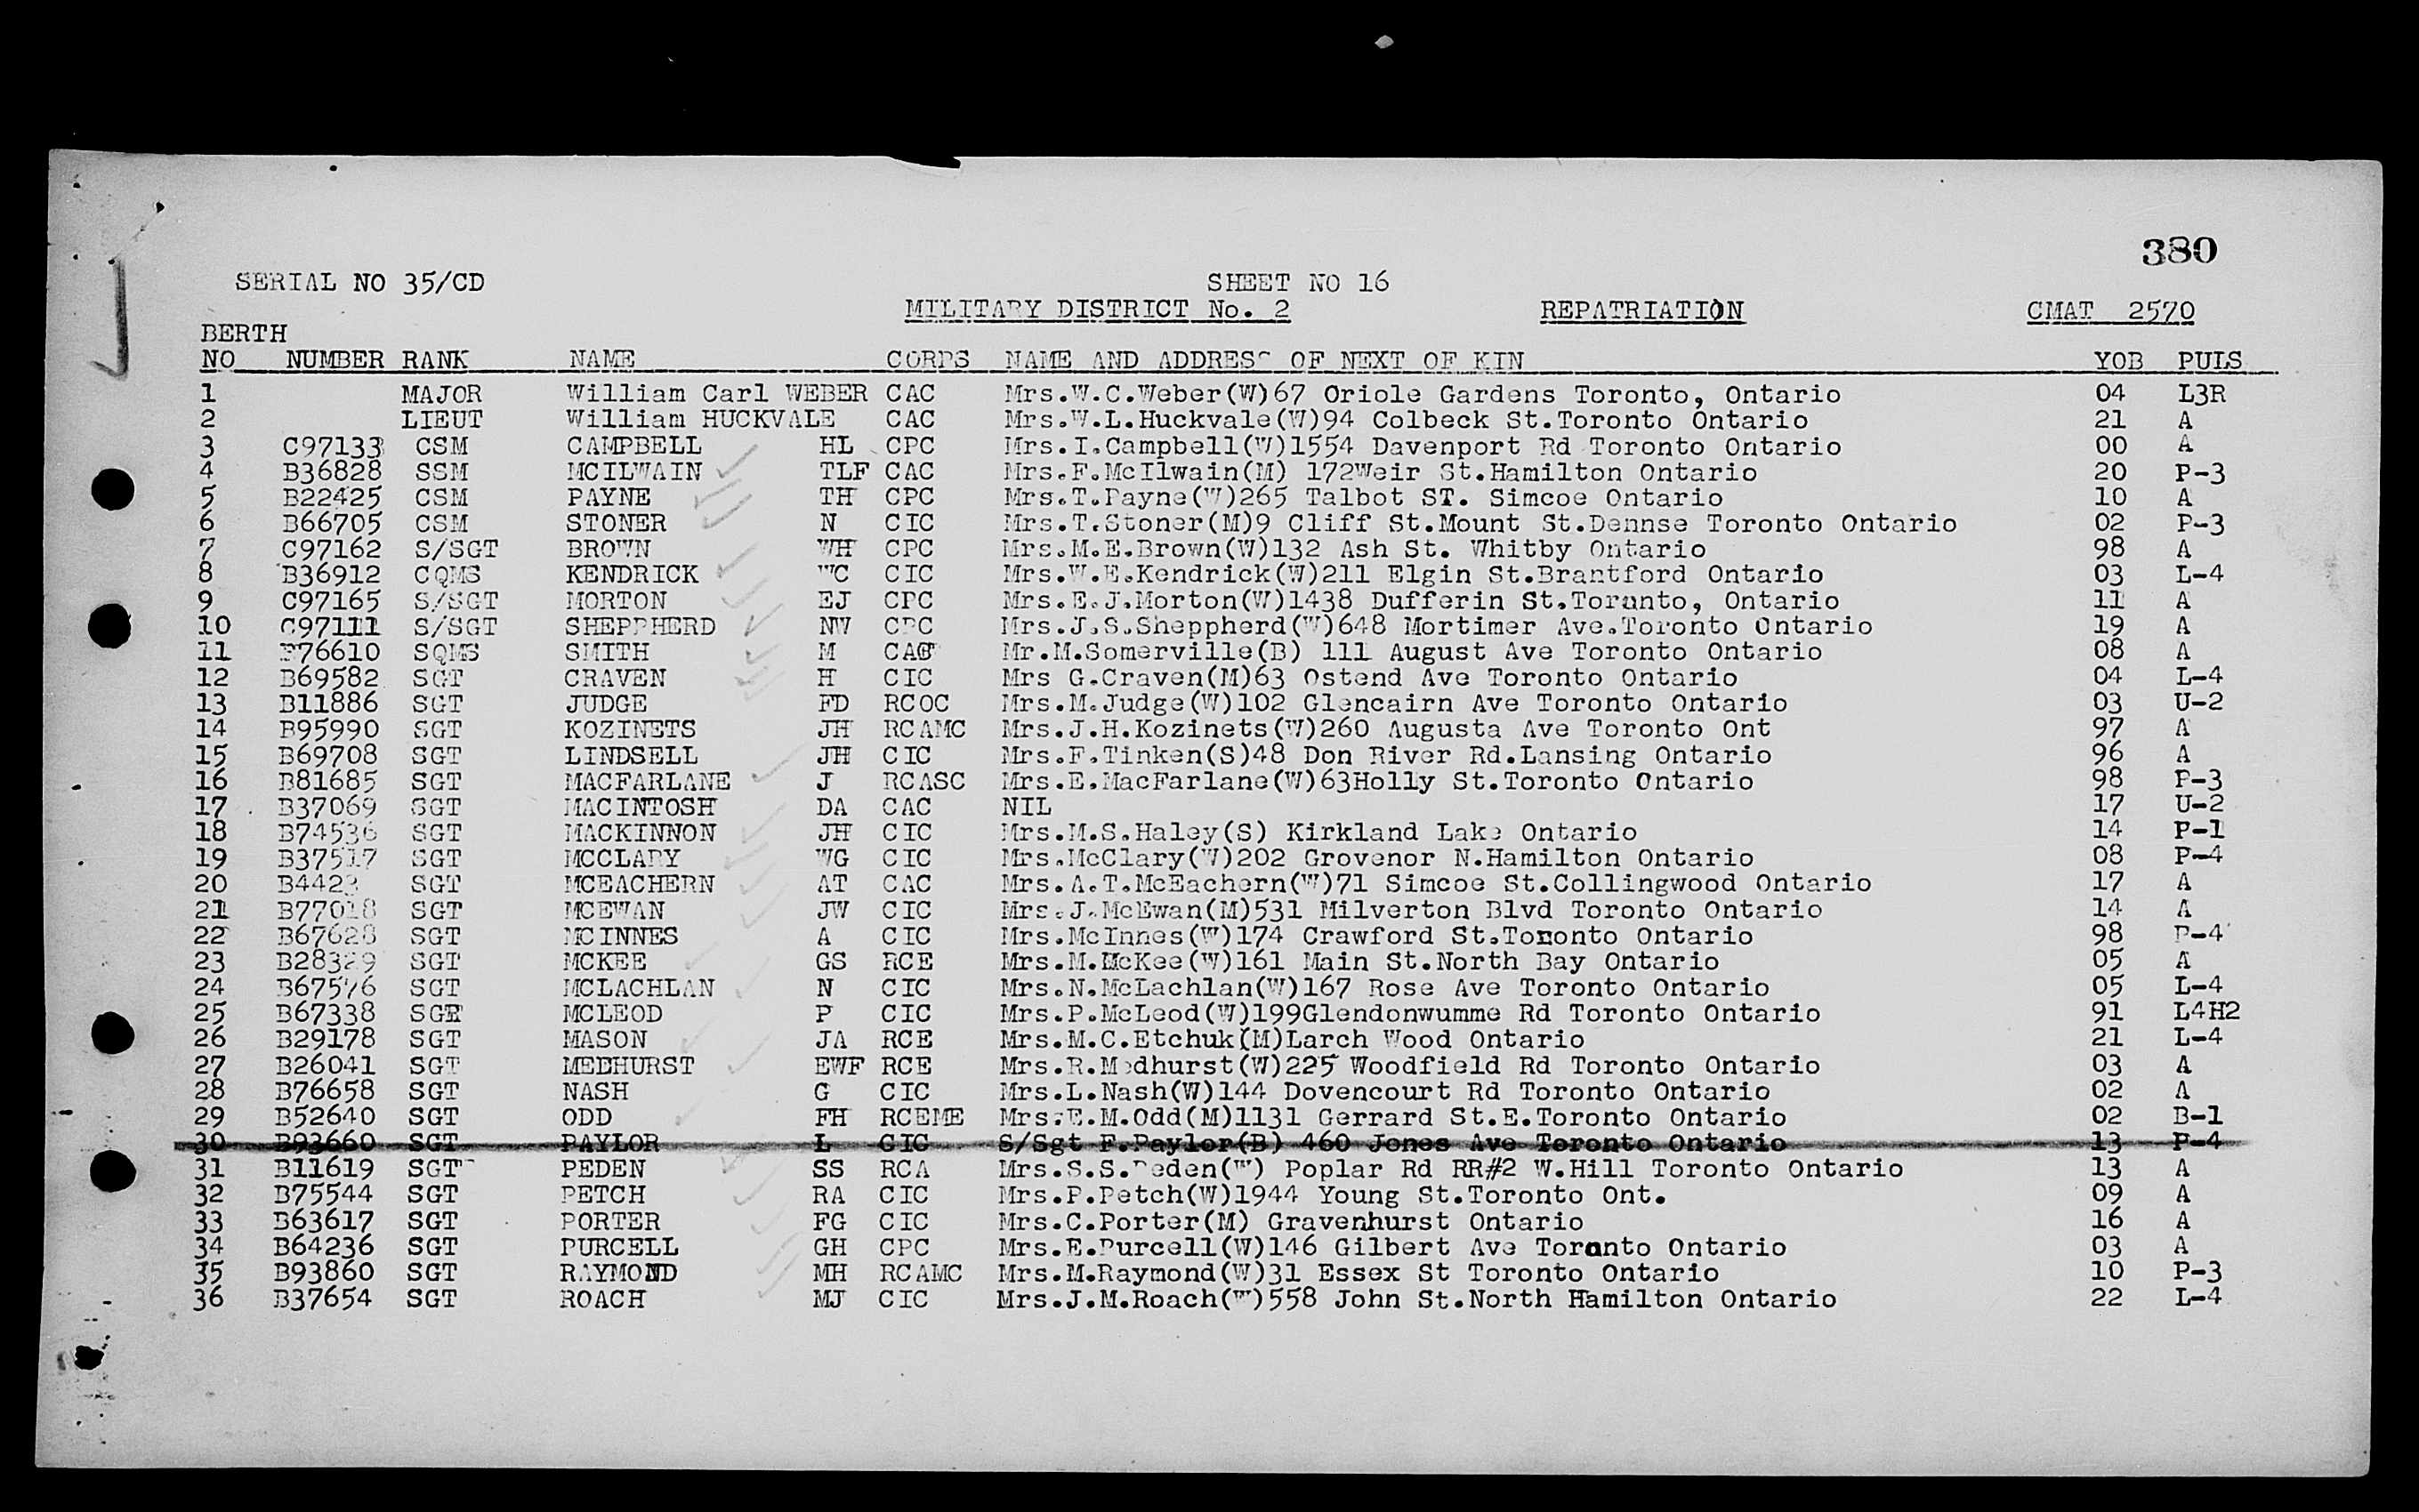 380
SERIAL NO 35/CD SHEET NO 16
MILITARY DISTRICT No. 2 REPATRIATION CMAT 2570
BERTH
NO NUMBER RANK NAME CORPS NAME AND ADDRESS OF NEXT OF KIN YOB PULS
1 MAJOR William Carl WEBER CAC Mrs.W.C.Weber(W)67 Oriole Gardens Toronto, Ontario 04 L3R
2 LIEUT William HUCKVALE CAC Mrs.W.L.Huckvale(W)94 Colbeck St.Toronto Ontario 21 A
3 C97133 CSM CAMPBELL HL CPC Mrs.I.Campbell(W)1554 Davenport Rd Toronto Ontario 00 A
4 B36828 SSM MCILWAIN TLF CAC Mrs.F.McIlwain(M) 172Weir St.Hamilton Ontario 20 P-3
5 B22425 CSM PAYNE TH CPC Mrs.T.Payne(W)265 Talbot ST. Simcoe Ontario 10 A
6 B66705 CSM STONER N CIC Mrs.T.Stoner(M)9 Cliff St.Mount St.Dennse Toronto Ontario 02 P-3
7 C97162 S/SGT BROWN WH CPC Mrs.M.E.Brown(W)132 Ash St. Whitby Ontario 98 A
8 B36912 CQMS KENDRICK WC CIC Mrs.W.E.Kendrick(W)211 Elgin St.Brantford Ontario 03 L-4
9 C97165 S/SGT MORTON EJ CPC Mrs.E.J.Morton(W)1438 Dufferin St.Toranto, Ontario 11 A
10 C97111 S/SGT SHEPPHERD NW CPC Mrs.J.S.Sheppherd(W)648 Mortimer Ave.Toronto Ontario 19 A
11 B76610 SQMS SMITH M CAC Mr.M.Somerville(B) 111 August Ave Toronto Ontario 08 A
12 B69582 SGT CRAVEN H CIC Mrs G.Craven(M)63 Ostend Ave Toronto Ontario 04 L-4
13 B11886 SGT JUDGE FD RCOC Mrs.M.Judge(W)102 Glencairn Ave Toronto Ontario 03 U-2
14 B95990 SGT KOZINETS JH RCAMC Mrs.J.H.Kozinets(W)260 Augusta Ave Toronto Ont 97 A
15 B69708 SGT LINDSELL JH CIC Mrs.F.Tinken(S)48 Don River Rd.Lansing Ontario 96 A
16 B81685 SGT MACFARLANE J RCASC Mrs.E.MacFarlane(W)63Holly St.Toronto Ontario 98 P-3
17 B37069 SGT MACINTOSH DA CAC NIL 17 U-2
18 B74536 SGT MACKINNON JH CIC Mrs.M.S.Haley(S) Kirkland Lake Ontario 14 P-1
19 B37517 SGT MCCLARY WG CIC Mrs.McClary(W)202 Grovenor N.Hamilton Ontario 08 P-4
20 SGT MCEACHERN AT CAC Mrs.A.T.McEachern(W)71 Simcoe St.Collingwood Ontario 17 A
21 B77018 SGT MCEWAN JW CIC Mrs.J.McEwan(M)531 Milverton Blvd Toronto Ontario 14 A
22 B67628 SGT MCINNES A CIC Mrs.McInnes(W)174 Crawford St.Toronto Ontario 98 P-4
23 B28329 SGT MCKEE GS RCE Mrs.M.McKee(W)161 Main St.North Bay Ontario 05 A
24 B67576 SGT MCLACHLAN N CIC Mrs.N.McLachlan(W)167 Rose Ave Toronto Ontario 05 L-4
25 B67338 SGT MCLEOD P CIC Mrs.P.McLeod(W)199Glendonwumme Rd Toronto Ontario 91 L4H2
26 B29178 SGT MASON JA RCE Mrs.M.C.Etchuk(M)Larch Wood Ontario 21 L-4
27 B26041 SGT MEDHURST EWF RCE Mrs.R.Medhurst(W)225 Woodfield Rd Toronto Ontario 03 A
28 B76658 SGT NASH G CIC Mrs.L.Nash(W)144 Dovencourt Rd Toronto Ontario 02 A
29 B52640 SGT ODD FH RCEME Mrs.E.M.Odd(M)1131 Gerrard St.E.Toronto Ontario 02 B-1
30 B93660 SGT PAYLOR L CIC S/Sgt F.Paylor(B) 460 Jones Ave Toronto Ontario 13 P-4
31 B11619 SGT PEDEN SS RCA Mrs.S.S.Peden(W) Poplar Rd RR#2 W.Hill Toronto Ontario 13 A
32 B75544 SGT PETCH RA CIC Mrs.P.Petch(W)1944 Young St.Toronto Ont. 09 A
33 B63617 SGT PORTER FG CIC Mrs.C.Porter(M) Gravenhurst Ontario 16 A
34 B64236 SGT PURCELL GH CPC Mrs.E.Purcell(W)146 Gilbert Ave Toranto Ontario 03 A
35 B93860 SGT RAYMOND MH RCAMC Mrs.M.Raymond(W)31 Essex St Toronto Ontario 10 P-3
36 B37654 SGT ROACH MJ CIC Mrs.J.M.Roach(W)558 John St.North Hamilton Ontario 22 L-4